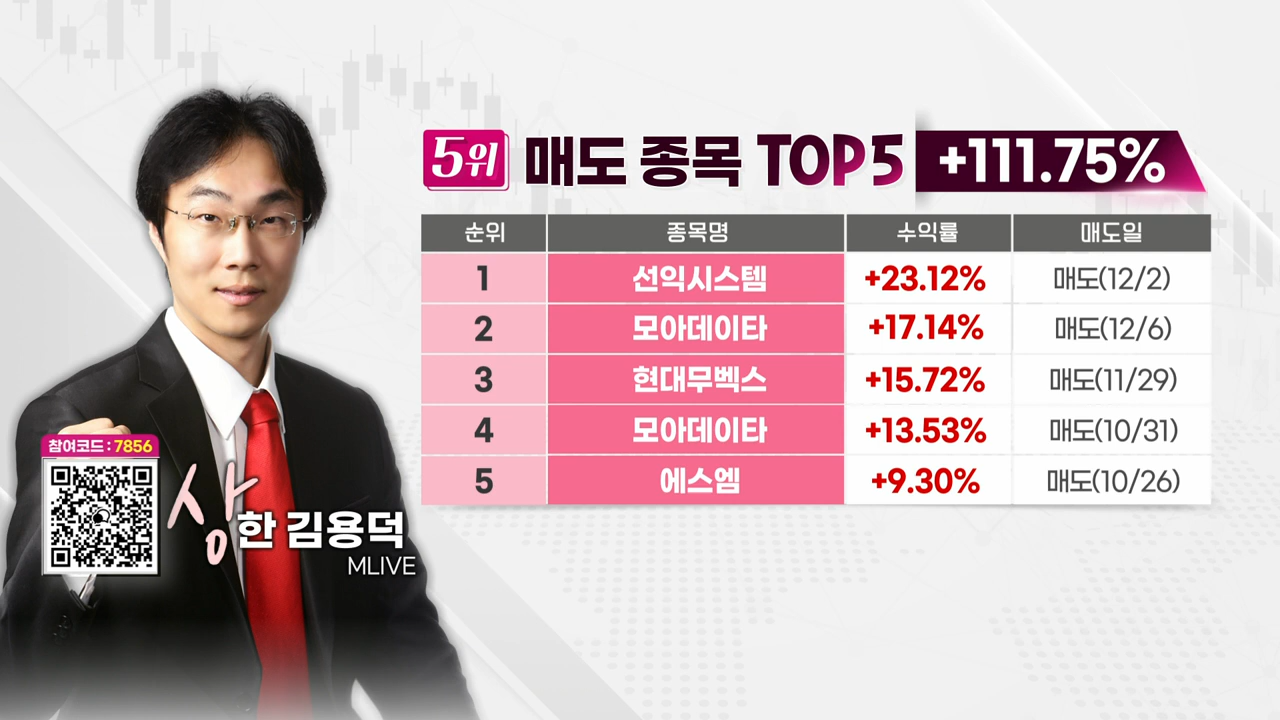 5위 매도 종목 TOP5 +111.75%
순위 종목명 수익률 매도일
1 선익시스템 +23.12% 매도(12/2)
2 모아데이타 +17.14% 매도(12/6)
3 현대무벡스 +15.72% 매도(11/29)
4 모아데이타 +13.53% 매도(10/31)
5 에스엠 +9.30% 매도(10/26)
참여코드 : 7856
상한 김용덕
MLIVE